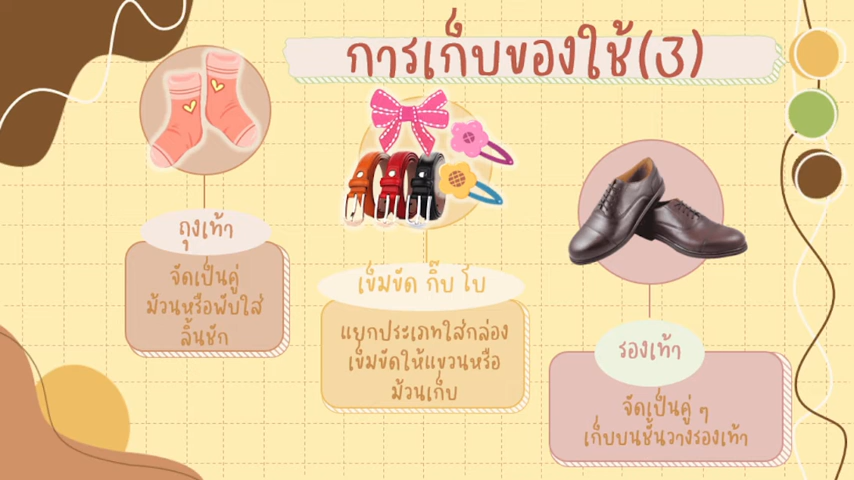 การเก็บของใช้(3)
ถุงเท้า
จัดเป็นคู่
ม้วนหรือพับใส่
ลิ้นชัก
เข็มขัด กิ๊บ โบ
แยกประเภทใส่กล่อง
เข็มขัดให้แขวนหรือ
ม้วนเก็บ
รองเท้า
จัดเป็นคู่ ๆ
เก็บบนชั้นวางรองเท้า